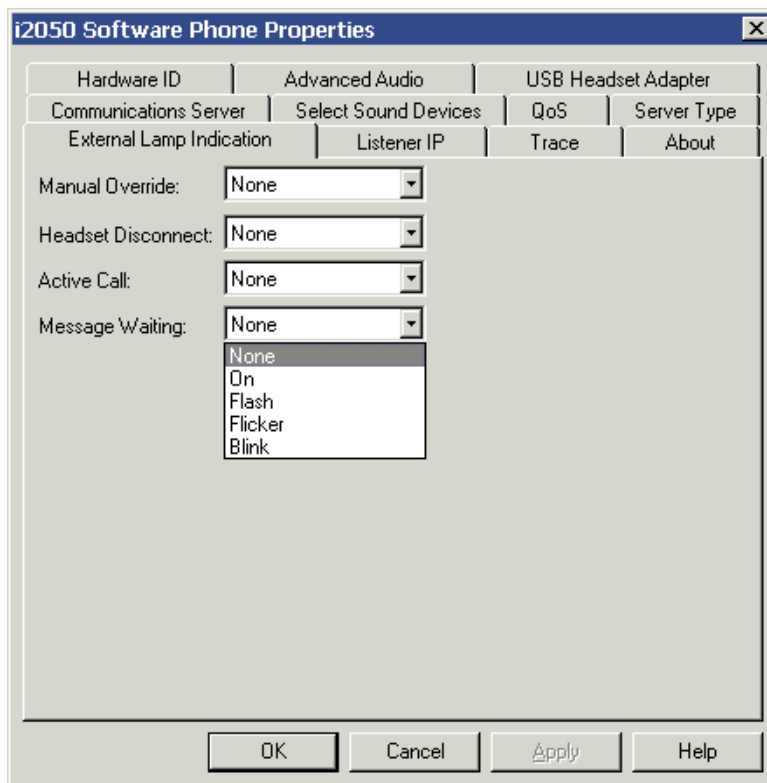 i2050 Software Phone Properties
Hardware ID Advanced Audio USB Headset Adapter
Communications Server Select Sound Devices QoS Server Type
External Lamp Indication Listener IP Trace About
Manual Override: None
Headset Disconnect: None
Active Call: None
Message Waiting: None
None
On
Flash
Flicker
Blink
OK Cancel Apply Help